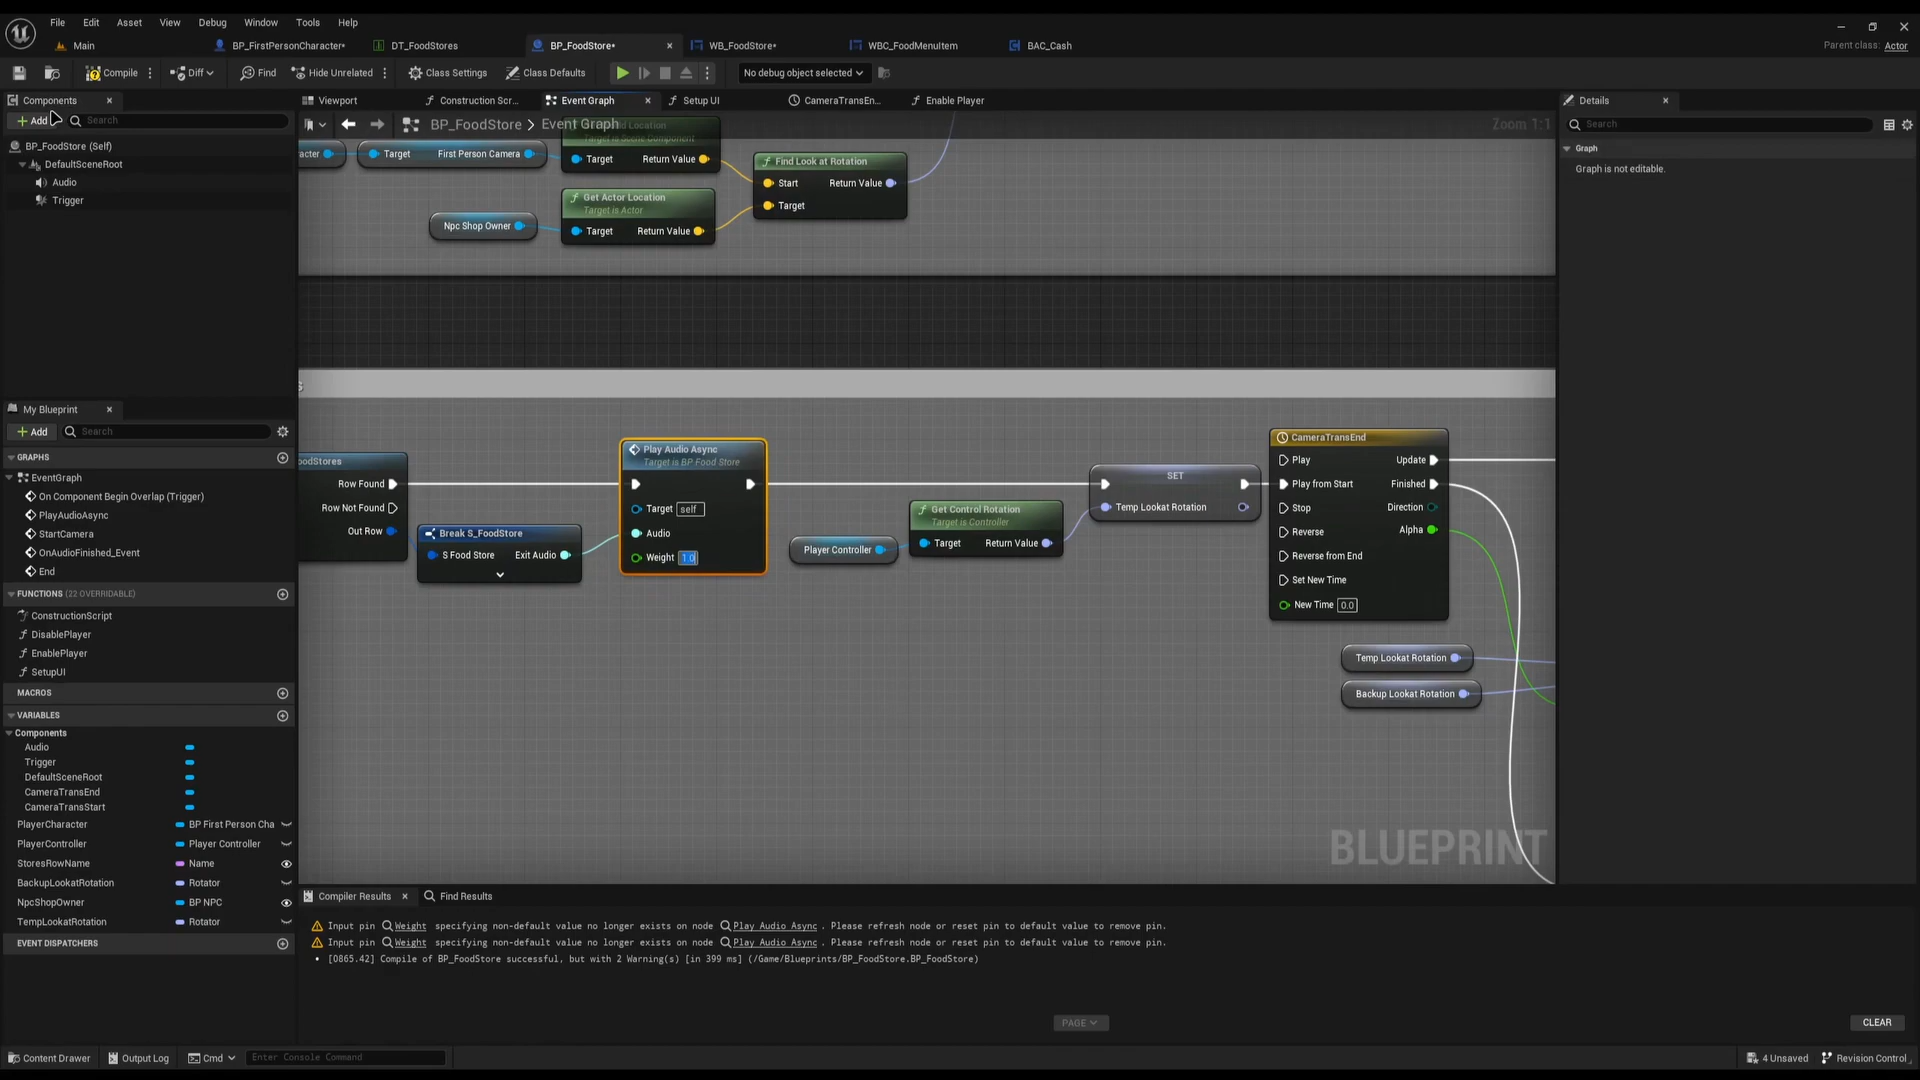 File Edit Asset View Debug Window Tools Help
Main BP_FirstPersonCharacter* DT_FoodStores BP_FoodStore* WB_FoodStore* WBC_FoodMenuItem BAC_Cash
Parent class: Actor
Compile Diff Find Hide Unrelated Class Settings Class Defaults No debug object selected
Components
Add Search
BP_FoodStore (Self)
DefaultSceneRoot
Audio
Trigger
Viewport Construction Scr... Event Graph Setup UI CameraTransEn... Enable Player
BP_FoodStore > Event Graph
Zoom 1:1
Target is Scene Component
acter Target First Person Camera Target Return Value
Find Look at Rotation
Start Return Value
Target
Get Actor Location
Target is Actor
Npc Shop Owner Target Return Value
s
oodStores
Row Found
Row Not Found
Out Row
Break S_FoodStore
S Food Store Exit Audio
Play Audio Async
Target is BP Food Store
Target self
Audio
Weight 1.0
Player Controller
Get Control Rotation
Target is Controller
Target Return Value
SET
Temp Lookat Rotation
CameraTransEnd
Play Update
Play from Start Finished
Stop Direction
Reverse Alpha
Reverse from End
Set New Time
New Time 0.0
Temp Lookat Rotation
Backup Lookat Rotation
BLUEPRINT
Details
Search
Graph
Graph is not editable.
My Blueprint
Add Search
GRAPHS
EventGraph
On Component Begin Overlap (Trigger)
PlayAudioAsync
StartCamera
OnAudioFinished_Event
End
FUNCTIONS (22 OVERRIDABLE)
ConstructionScript
DisablePlayer
EnablePlayer
SetupUI
MACROS
VARIABLES
Components
Audio
Trigger
DefaultSceneRoot
CameraTransEnd
CameraTransStart
PlayerCharacter BP First Person Cha
PlayerController Player Controller
StoresRowName Name
BackupLookatRotation Rotator
NpcShopOwner BP NPC
TempLookatRotation Rotator
EVENT DISPATCHERS
Compiler Results Find Results
Input pin Weight specifying non-default value no longer exists on node Play Audio Async . Please refresh node or reset pin to default value to remove pin.
Input pin Weight specifying non-default value no longer exists on node Play Audio Async . Please refresh node or reset pin to default value to remove pin.
[0865.42] Compile of BP_FoodStore successful, but with 2 Warning(s) [in 399 ms] (/Game/Blueprints/BP_FoodStore.BP_FoodStore)
PAGE CLEAR
Content Drawer Output Log Cmd Enter Console Command 4 Unsaved Revision Control